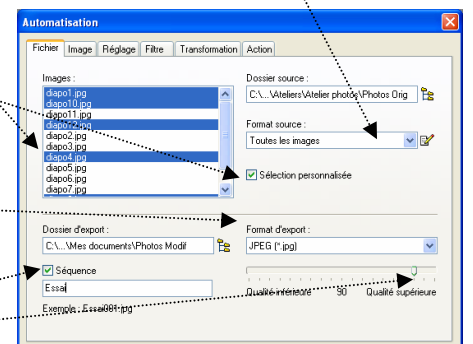 Automatisation
Fichier Image Réglage Filtre Transformation Action
Images :
diapo1.jpg
diapo10.jpg
diapo11.jpg
diapo12.jpg
diapo2.jpg
diapo3.jpg
diapo4.jpg
diapo5.jpg
diapo6.jpg
diapo7.jpg
Dossier source :
C:\...\Ateliers\Atelier photos\Photos Orig
Format source :
Toutes les images
Sélection personnalisée
Dossier d'export :
C:\...\Mes documents\Photos Modif
Format d'export :
JPEG (*.jpg)
Séquence
Essai
Exemple : Essai001.jpg
Qualité inférieure 90 Qualité supérieure